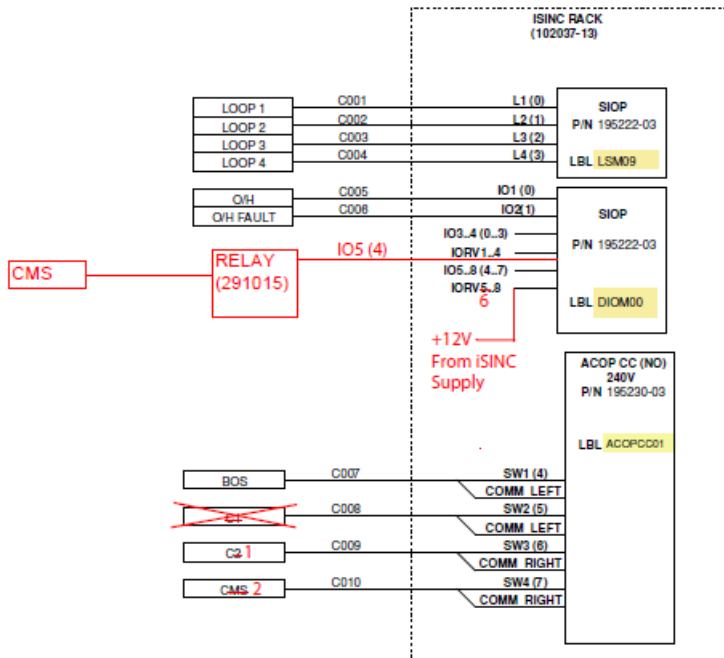 ISINC RACK
(102037-13)
LOOP 1 C001 L1 (0)
LOOP 2 C002 L2 (1)
LOOP 3 C003 L3 (2)
LOOP 4 C004 L4 (3)
SIOP
P/N 195222-03
LBL LSM09
O/H C005 IO1 (0)
O/H FAULT C006 IO2(1)
IO3..4 (0..3)
IORV1..4
IO5..8 (4..7)
IORV5..8
6
SIOP
P/N 195222-03
LBL DIOM00
CMS
RELAY
(291015)
IO5 (4)
+12V
From iSINC
Supply
ACOP CC (NO)
240V
P/N 195230-03
LBL ACOPCC01
BOS C007 SW1 (4)
COMM LEFT
C1 C008 SW2 (5)
COMM LEFT
C2 1 C009 SW3 (6)
COMM RIGHT
CMS 2 C010 SW4 (7)
COMM RIGHT